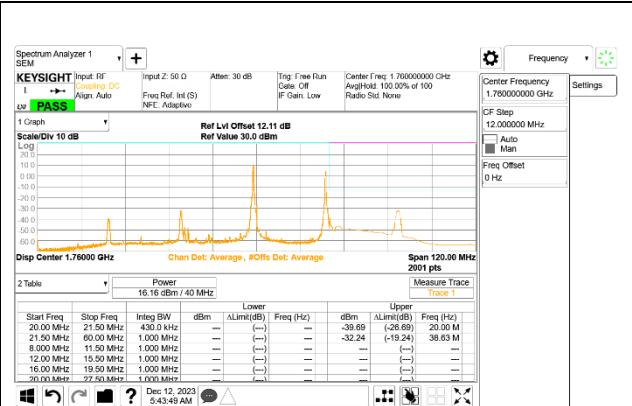 Spectrum Analyzer 1
SEM
Frequency
KEYSIGHT
Input: RF
Coupling: DC
Align: Auto
Input Z: 50 Ω
Freq Ref: Int (S)
NFE: Adaptive
Atten: 30 dB
Trig: Free Run
Gate: Off
IF Gain: Low
Center Freq: 1.760000000 GHz
Avg|Hold: 100.00% of 100
Radio Std: None
PASS
Center Frequency
1.760000000 GHz
Settings
CF Step
12.000000 MHz
Auto
Man
Freq Offset
0 Hz
1 Graph
Scale/Div 10 dB
Ref Lvl Offset 12.11 dB
Ref Value 30.0 dBm
Log
20.0
10.0
0.00
-10.0
-20.0
-30.0
-40.0
-50.0
-60.0
Disp Center 1.76000 GHz
Chan Det: Average , #Offs Det: Average
Span 120.00 MHz
2001 pts
2 Table
Power
16.16 dBm / 40 MHz
Measure Trace
Trace 1
Lower Upper
Start Freq Stop Freq Integ BW dBm ΔLimit(dB) Freq (Hz) dBm ΔLimit(dB) Freq (Hz)
20.00 MHz 21.50 MHz 430.0 kHz --- (---) --- -39.69 (-26.69) 20.00 M
21.50 MHz 60.00 MHz 1.000 MHz --- (---) --- -32.24 (-19.24) 38.63 M
8.000 MHz 11.50 MHz 1.000 MHz --- (---) --- --- (---) ---
12.00 MHz 15.50 MHz 1.000 MHz --- (---) --- --- (---) ---
16.00 MHz 19.50 MHz 1.000 MHz --- (---) --- --- (---) ---
20.00 MHz 27.50 MHz 1.000 MHz --- (---) --- --- (---) ---
?
Dec 12, 2023
5:43:49 AM